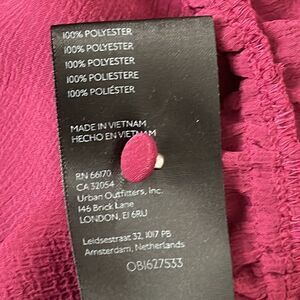 100% POLYESTER
100% POLYESTER
100% POLYESTER
100% POLIESTERE
100% POLIÉSTER
MADE IN VIETNAM
HECHO EN VIETNAM
RN 66170
CA 32054
Urban Outfitters, Inc.
146 Brick Lane
LONDON, E1 6RU
Leidsestraat 32, 1017 PB
Amsterdam, Netherlands
OB1627533